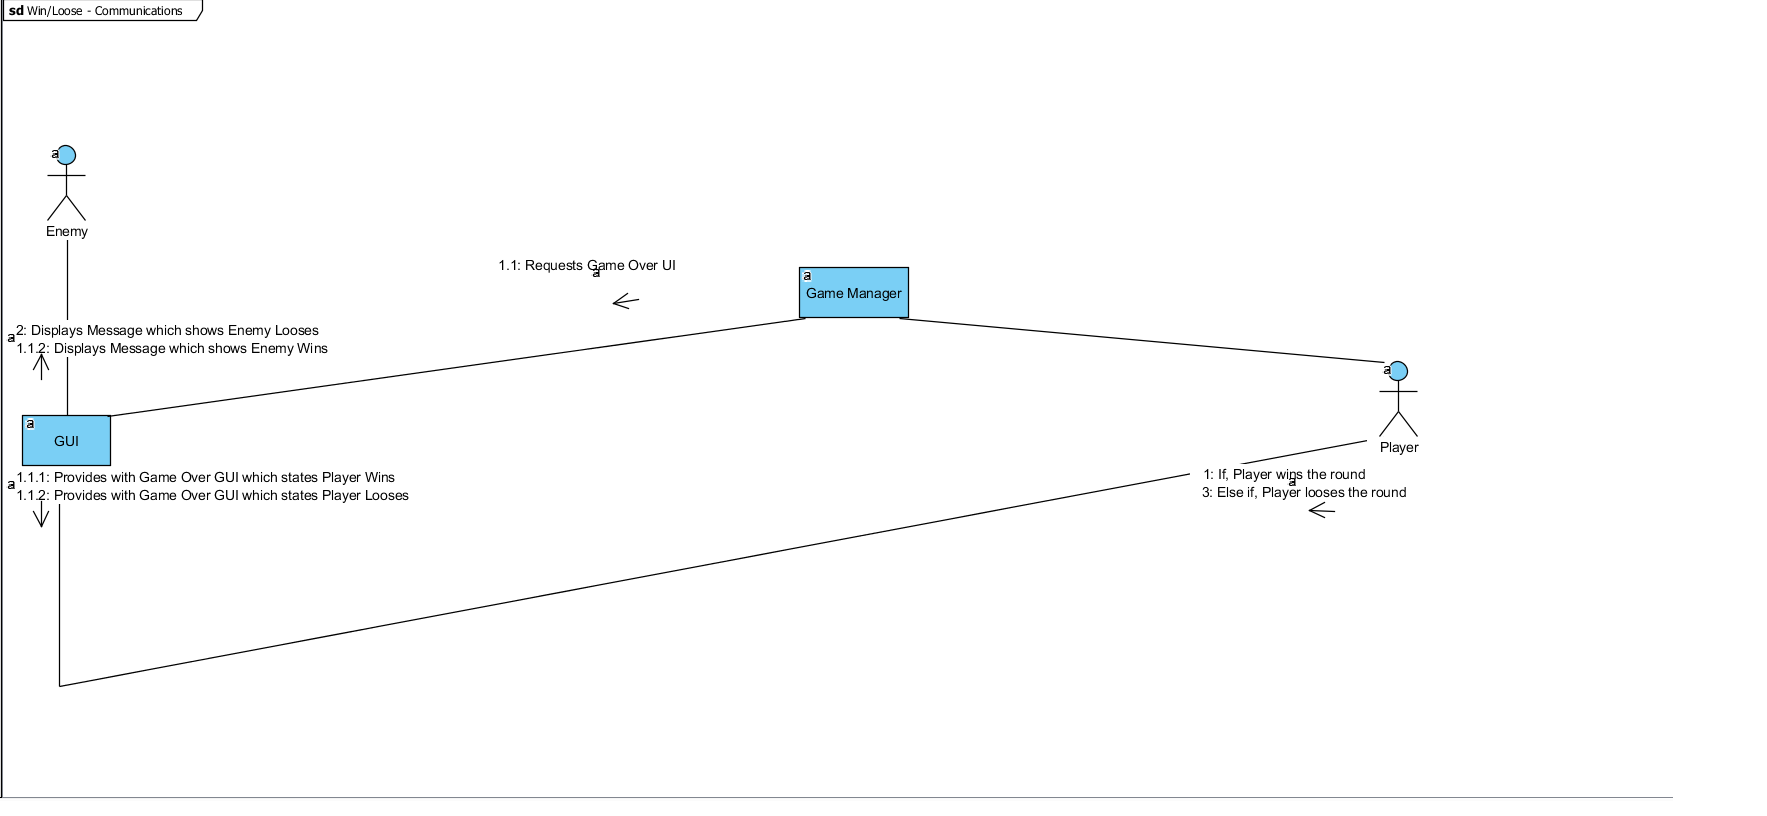 sd Win/Loose - Communications
a
Enemy
1.1: Requests Game Over UI
a
a
Game Manager
2: Displays Message which shows Enemy Looses
a
1.1.2: Displays Message which shows Enemy Wins
a
Player
a
GUI
1: If, Player wins the round
a
3: Else if, Player looses the round
1.1.1: Provides with Game Over GUI which states Player Wins
a
1.1.2: Provides with Game Over GUI which states Player Looses